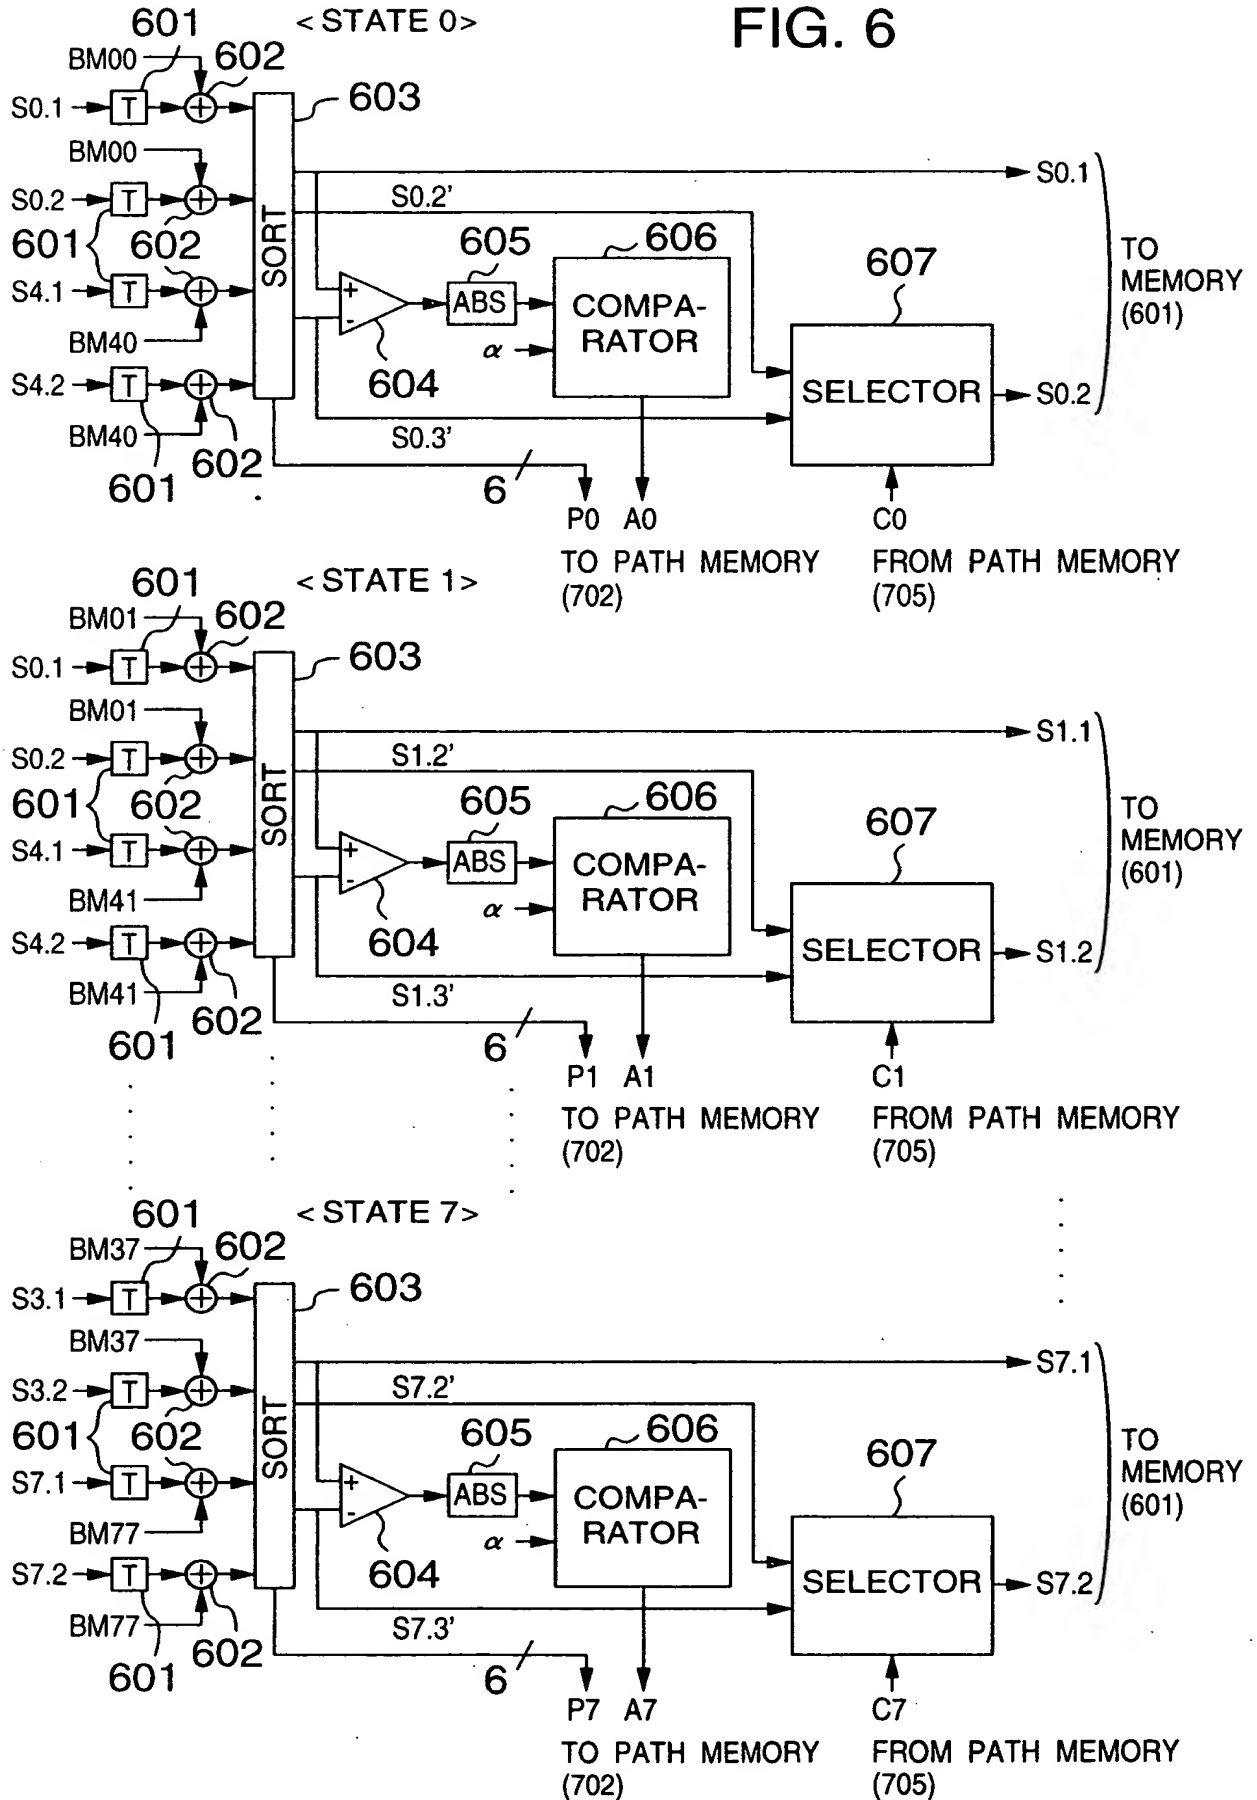 FIG. 6
< STATE 0>
601
BM00
602
S0.1
T
+
603
BM00
S0.1
S0.2
T
+
S0.2'
601
602
SORT
605
606
607
TO
MEMORY
(601)
S4.1
T
+
+
-
ABS
COMPA-
RATOR
α
BM40
604
SELECTOR
S0.2
S4.2
T
+
BM40
602
S0.3'
601
6
P0
A0
C0
TO PATH MEMORY
(702)
FROM PATH MEMORY
(705)
< STATE 1>
601
BM01
602
S0.1
T
+
603
BM01
S1.1
S0.2
T
+
S1.2'
601
602
SORT
605
606
607
TO
MEMORY
(601)
S4.1
T
+
+
-
ABS
COMPA-
RATOR
α
BM41
604
SELECTOR
S1.2
S4.2
T
+
BM41
602
S1.3'
601
6
P1
A1
C1
TO PATH MEMORY
(702)
FROM PATH MEMORY
(705)
< STATE 7>
601
BM37
602
S3.1
T
+
603
BM37
S7.1
S3.2
T
+
S7.2'
601
602
SORT
605
606
607
TO
MEMORY
(601)
S7.1
T
+
+
-
ABS
COMPA-
RATOR
α
BM77
604
SELECTOR
S7.2
S7.2
T
+
BM77
602
S7.3'
601
6
P7
A7
C7
TO PATH MEMORY
(702)
FROM PATH MEMORY
(705)